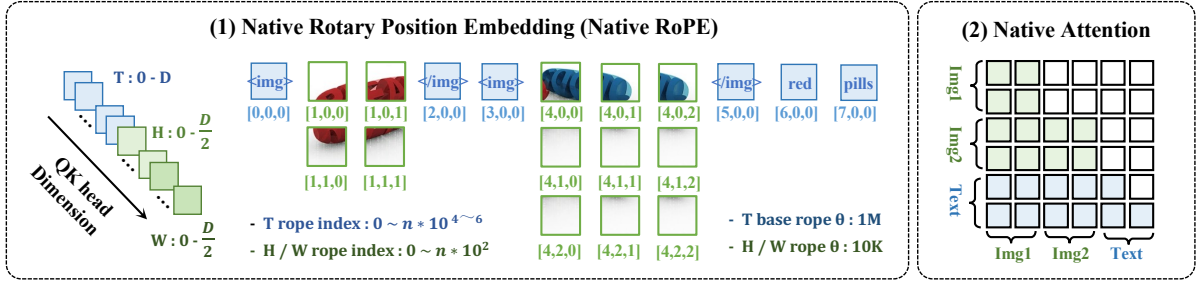 (1) Native Rotary Position Embedding (Native RoPE)
T : 0 - D
H : 0 - D/2
W : 0 - D/2
QK head
Dimension
<img> </img> <img> </img> red pills
[0,0,0] [1,0,0] [1,0,1] [2,0,0] [3,0,0] [4,0,0] [4,0,1] [4,0,2] [5,0,0] [6,0,0] [7,0,0]
[1,1,0] [1,1,1] [4,1,0] [4,1,1] [4,1,2]
[4,2,0] [4,2,1] [4,2,2]
- T rope index : 0 ~ n * 10^4~6
- H / W rope index : 0 ~ n * 10^2
- T base rope θ : 1M
- H / W rope θ : 10K
(2) Native Attention
Img1
Img2
Text
Img1 Img2 Text